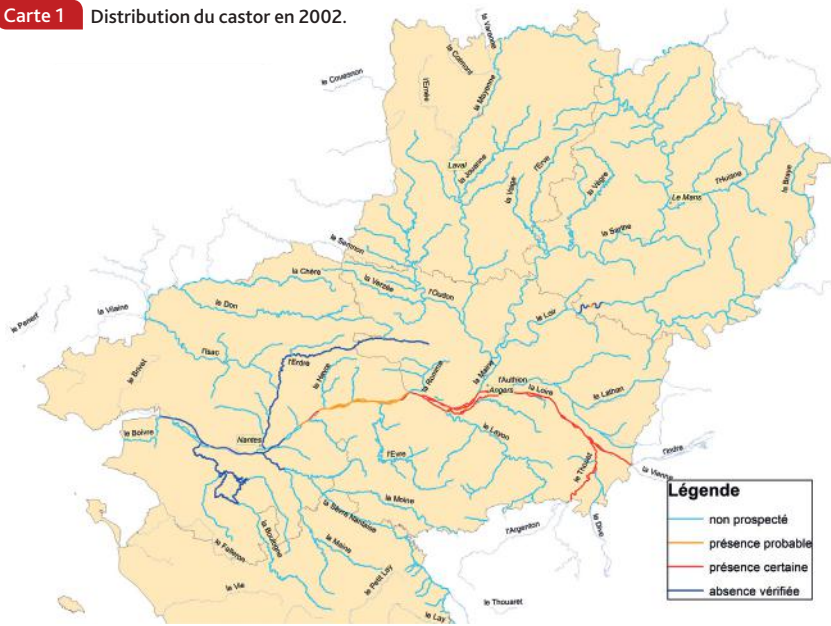 Carte 1 Distribution du castor en 2002.
la Varenne
la Colmont
l'Ernée
le Couesnon
la Mayenne
Laval
la Jouanne
la Vaige
l'Erve
la Vègre
Le Mans
l'Huisne
la Braye
la Sarthe
le Semnon
la Chère
la Verzée
l'Oudon
le Don
la Vilaine
le Penerf
le Loir
l'Isac
l'Erdre
le Havre
la Romme
la Maine
le Brivet
l'Authion
Angers
la Loire
le Lathan
le Boivre
Nantes
le Layon
l'Evre
le Thouet
l'Indre
la Vienne
la Moine
la Sèvre Nantaise
l'Argenton
la Dive
la Boulogne
la Maine
le Falleron
la Vie
le Petit Lay
le Thouaret
le Lay
Légende
non prospecté
présence probable
présence certaine
absence vérifiée